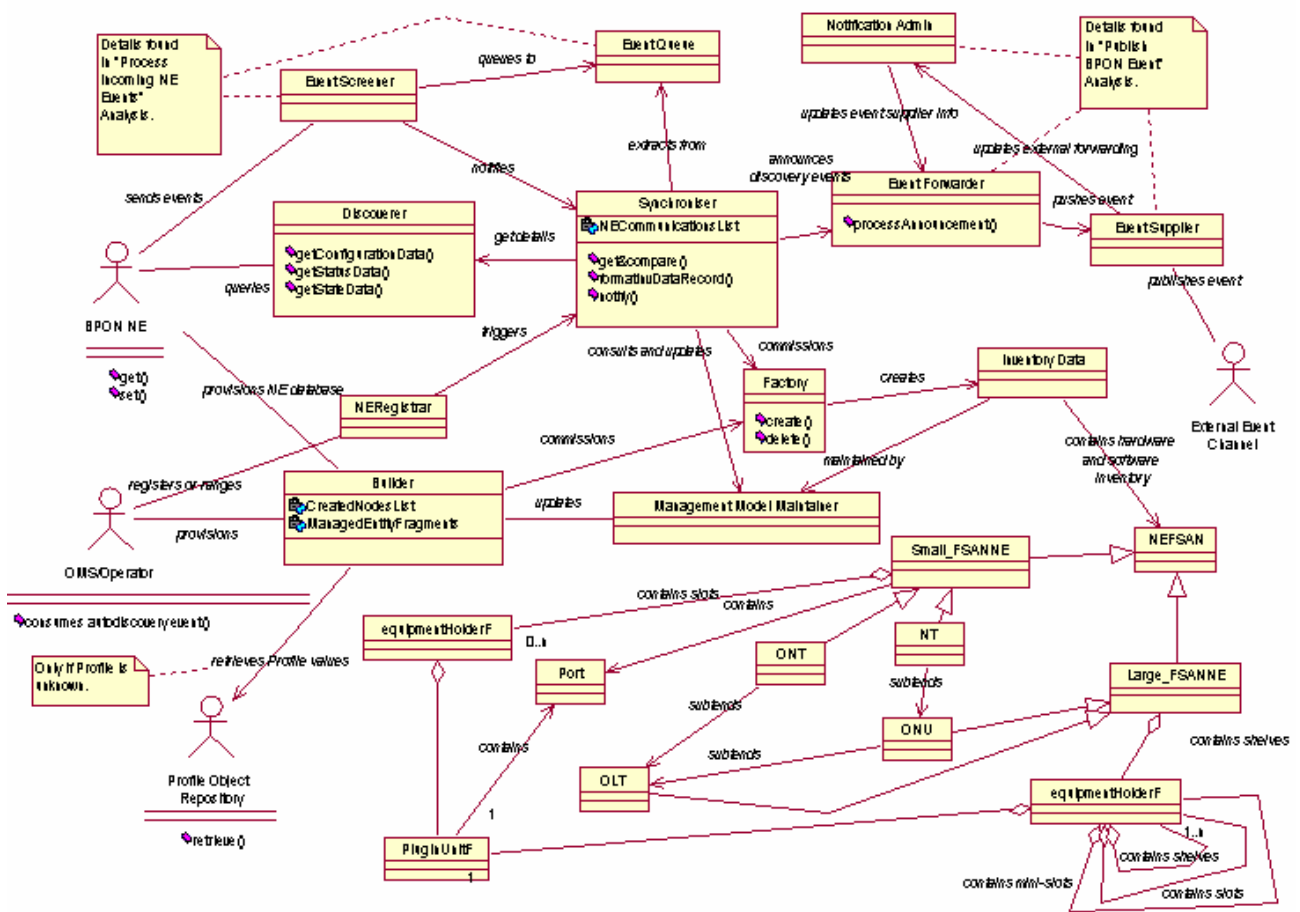 Details found
in "Process
Incoming NE
Events"
Analysis.
EventScreener
queues to
EventQueue
Notification Admin
Details found
in "Publish
BPON Event"
Analysis.
updates event supplier info
updates external forwarding
extracts from
notifies
sends events
announces
discovery events
Event Forwarder
processAnnouncement()
pushes event
EventSupplier
publishes event
Discoverer
getConfigurationData()
getStatusData()
getStateData()
get details
Synchroniser
NECommunicationsList
get&compare()
formatInuDataRecord()
notify()
queries
BPON NE
get()
set()
triggers
consults and updates
commissions
provisions NE database
NERegistrar
Factory
create()
delete()
creates
Inventory Data
External Event
Channel
commissions
maintained by
contains hardware
and software
inventory
registers or ranges
Builder
CreatedNodesList
ManagedEntityFragments
updates
Management Model Maintainer
provisions
OMS/Operator
consumes autodiscoveryevent()
Small_FSANNE
NEFSAN
contains slots
contains
equipmentHolderF
0..n
NT
ONT
Port
Only if Profile is
unknown.
retrieves Profile values
subtends
subtends
Large_FSANNE
ONU
contains
subtends
OLT
contains shelves
Profile Object
Repository
retrieve()
equipmentHolderF
1
PlugInUnitF
1
1..n
contains shelves
contains mini-slots
contains slots